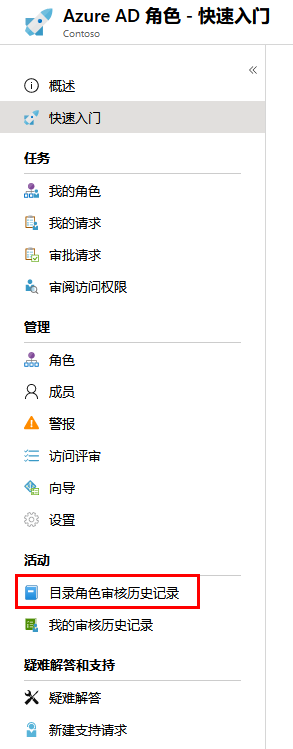 Azure AD 角色 - 快速入门
Contoso
«
概述
快速入门
任务
我的角色
我的请求
审批请求
审阅访问权限
管理
角色
成员
警报
访问评审
向导
设置
活动
目录角色审核历史记录
我的审核历史记录
疑难解答和支持
疑难解答
新建支持请求